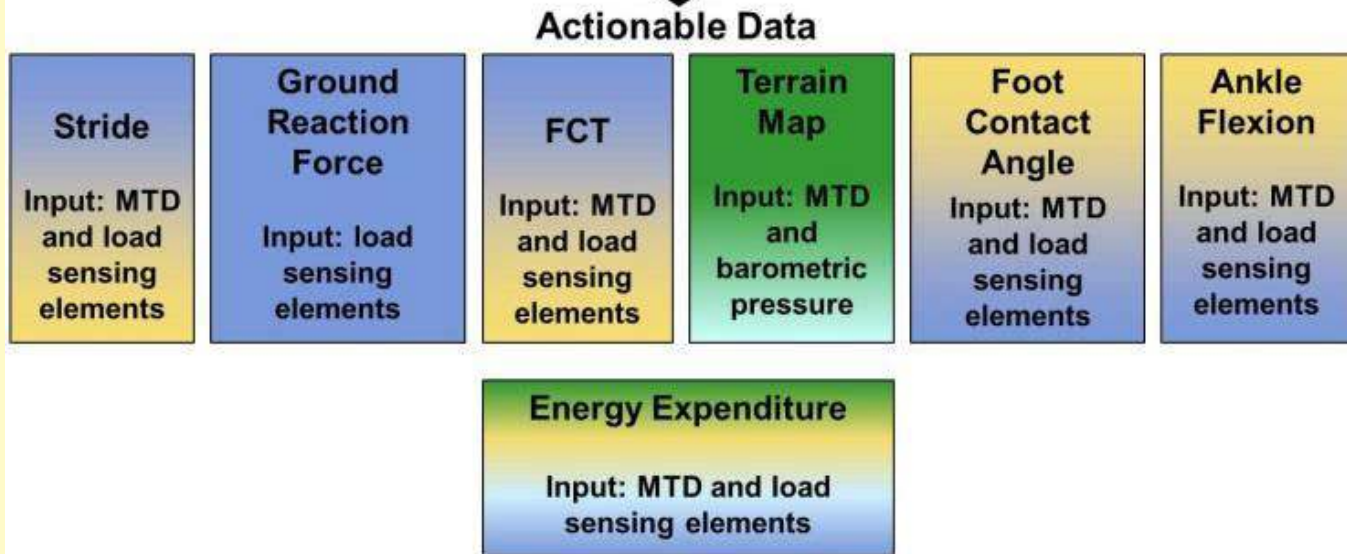 Actionable Data
Stride
Input: MTD
and load
sensing
elements
Ground
Reaction
Force
Input: load
sensing
elements
FCT
Input: MTD
and load
sensing
elements
Terrain
Map
Input: MTD
and
barometric
pressure
Foot
Contact
Angle
Input: MTD
and load
sensing
elements
Ankle
Flexion
Input: MTD
and load
sensing
elements
Energy Expenditure
Input: MTD and load
sensing elements